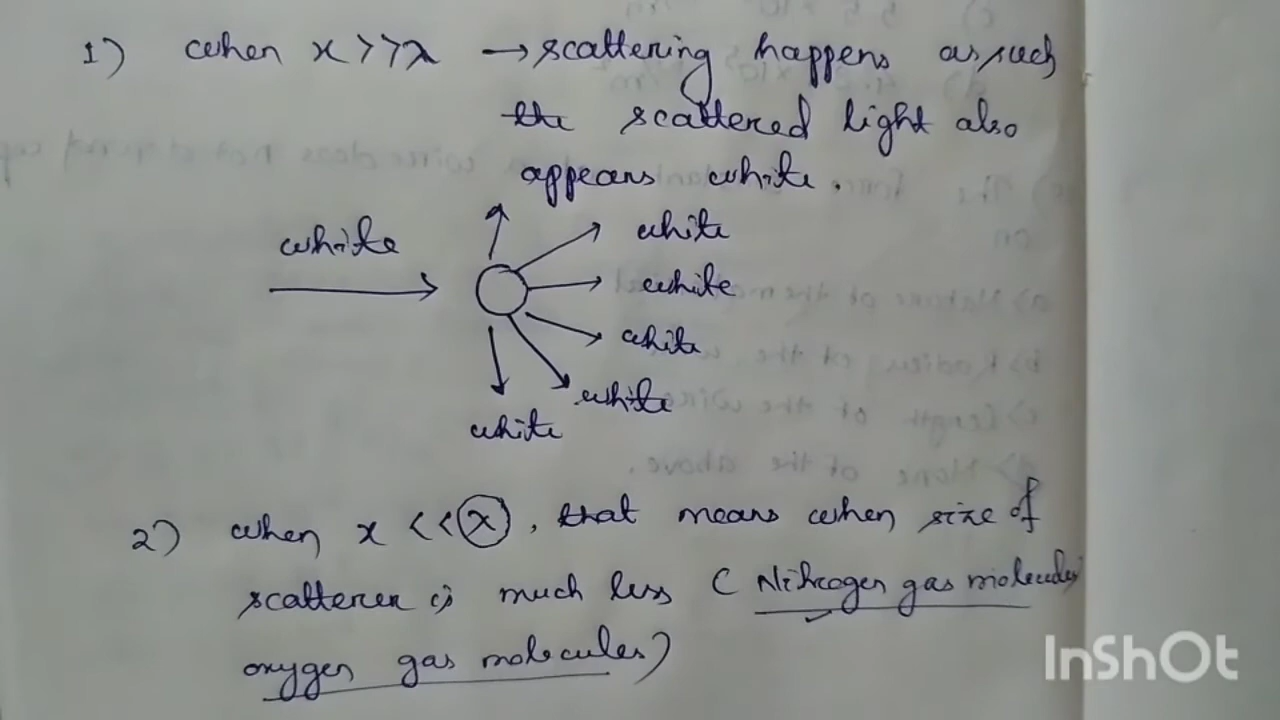 1) when x >> λ → scattering happens as such
the scattered light also
appears white.
white
white
white
white
white
white
2) when x << λ, that means when size of
scatterer is much less ( Nitrogen gas molecules
oxygen gas molecules)
InShOt